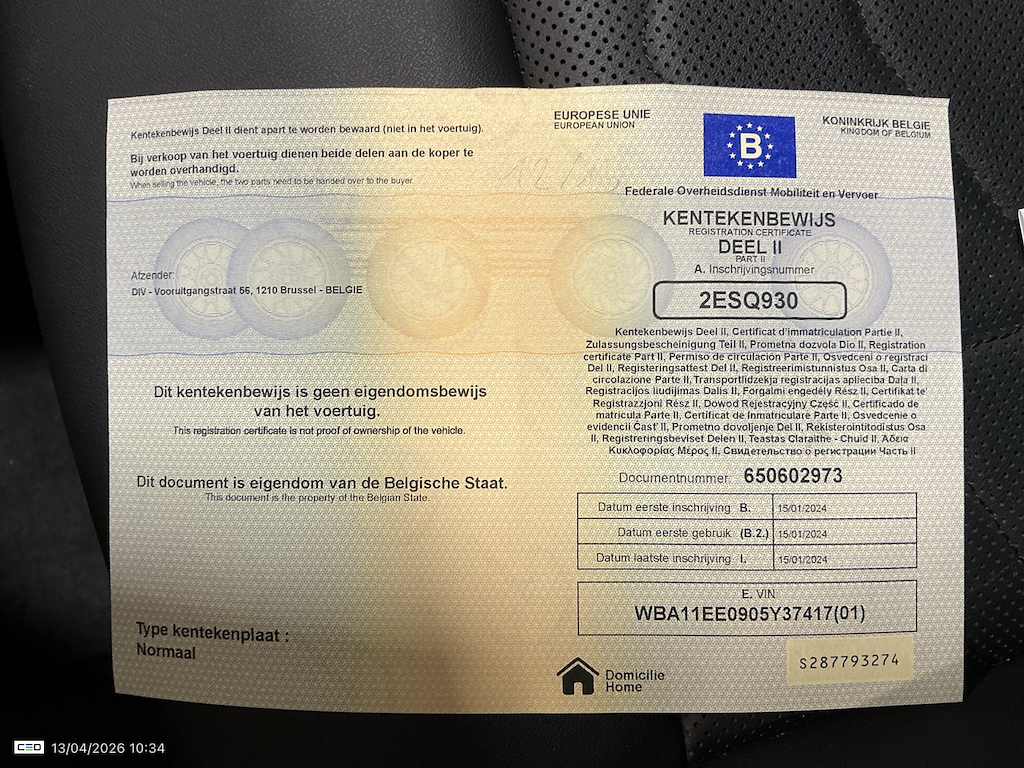 Kentekenbewijs Deel II dient apart te worden bewaard (niet in het voertuig).
Bij verkoop van het voertuig dienen beide delen aan de koper te
worden overhandigd.
When selling the vehicle, the two parts need to be handed over to the buyer.
Afzender:
DIV - Vooruitgangstraat 56, 1210 Brussel - BELGIE
Dit kentekenbewijs is geen eigendomsbewijs
van het voertuig.
This registration certificate is not proof of ownership of the vehicle.
Dit document is eigendom van de Belgische Staat.
This document is the property of the Belgian State.
Type kentekenplaat :
Normaal
EUROPESE UNIE
EUROPEAN UNION
B
KONINKRIJK BELGIE
KINGDOM OF BELGIUM
Federale Overheidsdienst Mobiliteit en Vervoer
KENTEKENBEWIJS
REGISTRATION CERTIFICATE
DEEL II
PART II
A. Inschrijvingsnummer
2ESQ930
Kentekenbewijs Deel II, Certificat d'immatriculation Partie II,
Zulassungsbescheinigung Teil II, Prometna dozvola Dio II, Registration
certificate Part II, Permiso de circulación Parte II, Osvedceni o registraci
Del II, Registeringsattest Del II, Registreerimistunnistus Osa II, Carta di
circolazione Parte II, Transportlidzekja registracijas aplieciba Dala II,
Registracijos liudijimas Dalis II, Forgalmi engedély Rész II, Certifikat te'
Registrazzjoni Rész II, Dowod Rejestracyjny Część II, Certificado de
matricula Parte II, Certificat de Inmatriculare Parte II, Osvedcenie o
evidencii Časť II, Prometno dovoljenje Del II, Rekisterointitodistus Osa
II, Registreringsbeviset Delen II, Teastas Claraithe - Chuid II, Άδεια
Κυκλοφορίας Μέρος II, Свидетельство о регистрации Часть II
Documentnummer: 650602973
Datum eerste inschrijving B. 15/01/2024
Datum eerste gebruik (B.2.) 15/01/2024
Datum laatste inschrijving I. 15/01/2024
E. VIN
WBA11EE0905Y37417(01)
S287793274
Domicilie
Home
CEO 13/04/2026 10:34